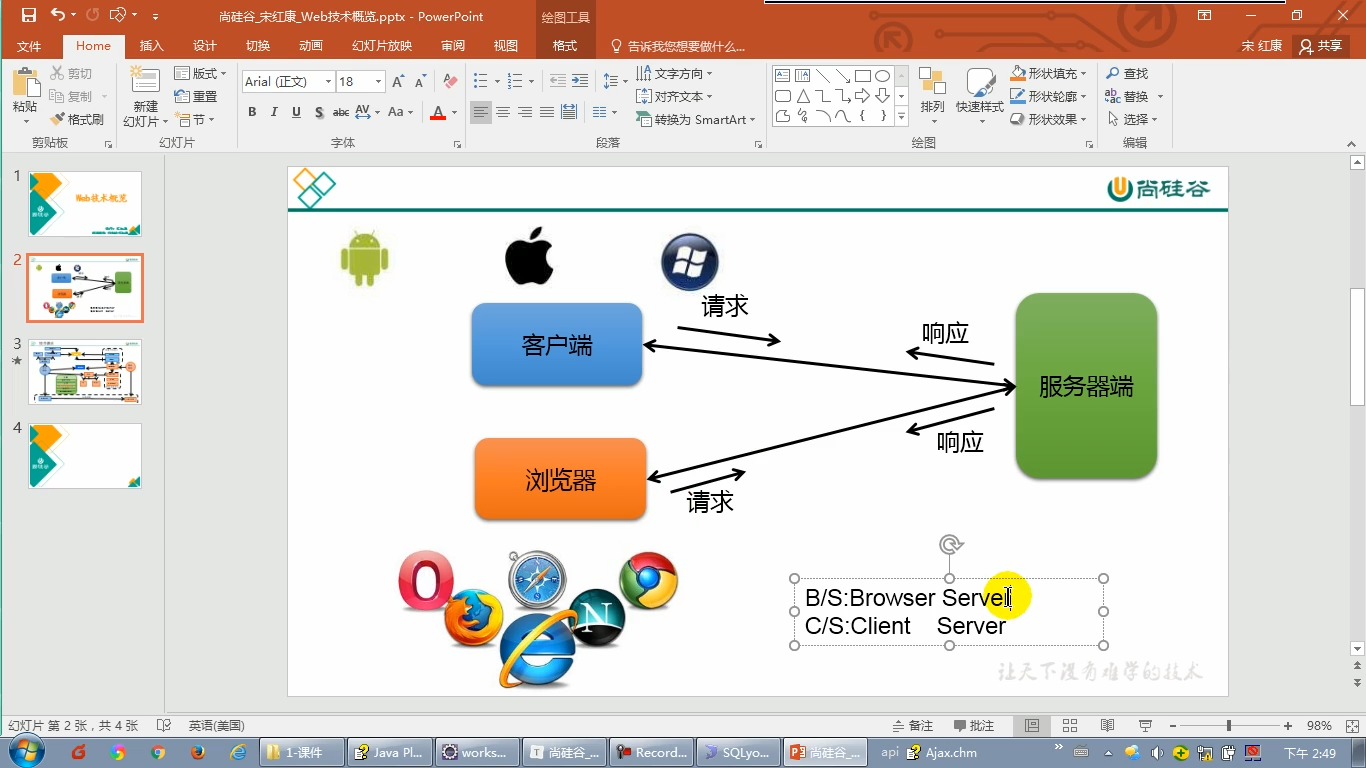 尚硅谷_宋红康_Web技术概览.pptx - PowerPoint
绘图工具
文件
Home
插入
设计
切换
动画
幻灯片放映
审阅
视图
格式
告诉我您想要做什么...
宋 红康
共享
粘贴
剪切
复制
格式刷
剪贴板
新建
幻灯片
版式
重置
节
幻灯片
Arial (正文)
18
B I U S abc AV Aa A
字体
文字方向
对齐文本
转换为 SmartArt
段落
排列
快速样式
形状填充
形状轮廓
形状效果
绘图
查找
替换
选择
编辑
1
Web技术概览
2
3
4
尚硅谷
请求
客户端
响应
服务器端
响应
浏览器
请求
B/S:Browser Server
C/S:Client Server
让天下没有难学的技术
幻灯片 第 2 张，共 4 张
英语(美国)
备注
批注
98%
1-课件
Java Pl...
works...
尚硅谷_...
Record...
SQLyo...
尚硅谷_...
api
Ajax.chm
下午 2:49